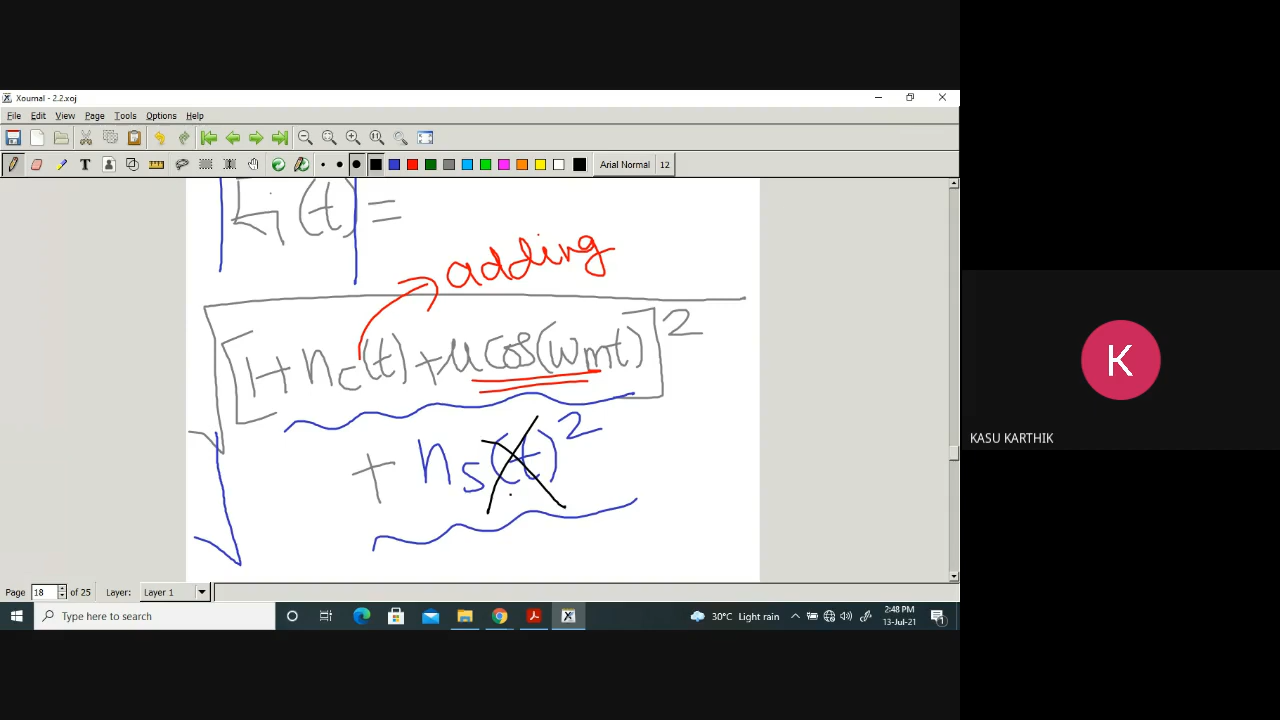 Xournal - 2.2.xoj
File Edit View Page Tools Options Help
Arial Normal 12
(t) =
adding
[1+ nc(t)+μ cos(wmt)]2
+ ns(t)2
KASU KARTHIK
K
Page 18 of 25 Layer: Layer 1
Type here to search
30°C Light rain
2:48 PM
13-Jul-21
1